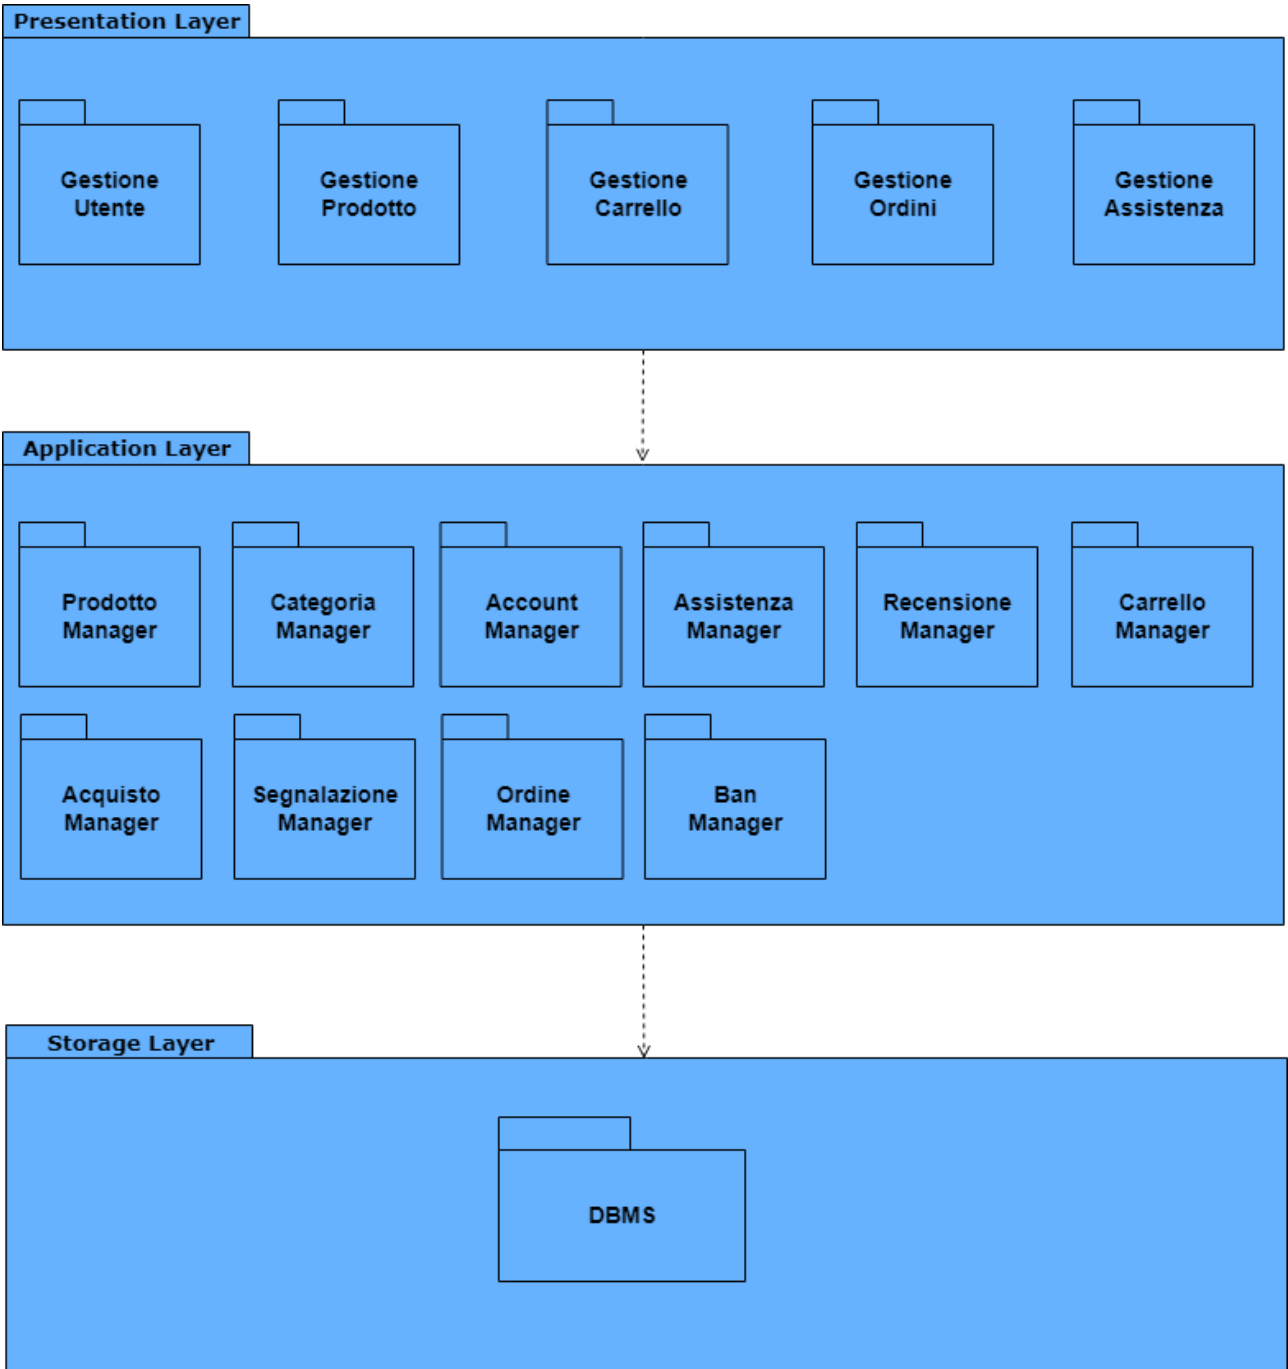 Presentation Layer
Gestione
Utente
Gestione
Prodotto
Gestione
Carrello
Gestione
Ordini
Gestione
Assistenza
Application Layer
Prodotto
Manager
Categoria
Manager
Account
Manager
Assistenza
Manager
Recensione
Manager
Carrello
Manager
Acquisto
Manager
Segnalazione
Manager
Ordine
Manager
Ban
Manager
Storage Layer
DBMS